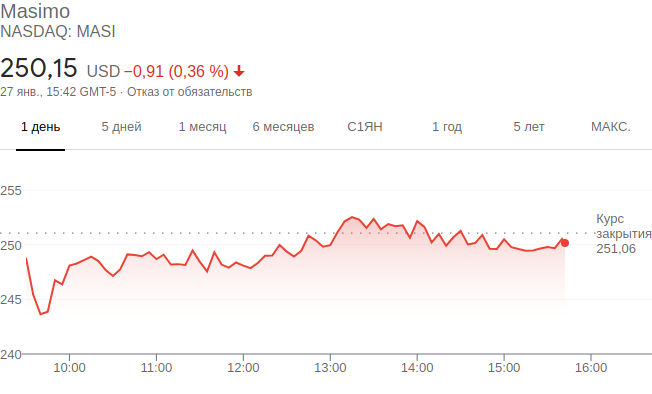 Masimo
NASDAQ: MASI
250,15 USD −0,91 (0,36 %)
27 янв., 15:42 GMT-5 · Отказ от обязательств
1 день 5 дней 1 месяц 6 месяцев С1ЯН 1 год 5 лет МАКС.
255
Курс
закрытия
250
251,06
245
240
10:00 11:00 12:00 13:00 14:00 15:00 16:00